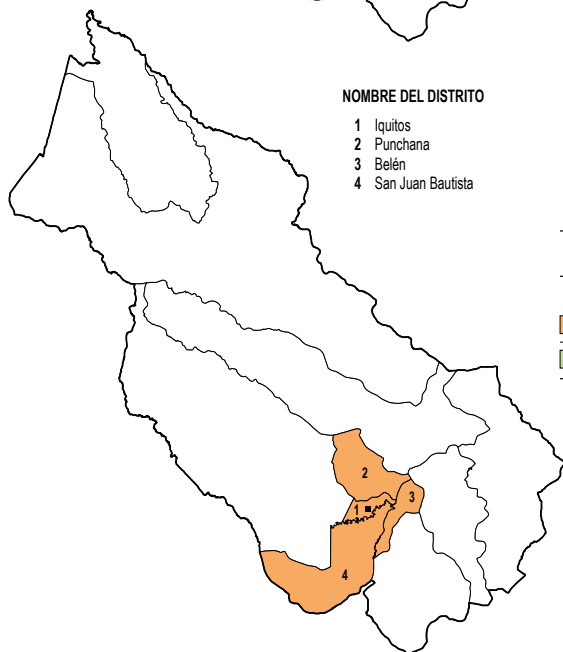 NOMBRE DEL DISTRITO
1 Iquitos
2 Punchana
3 Belén
4 San Juan Bautista
2
3
1
4